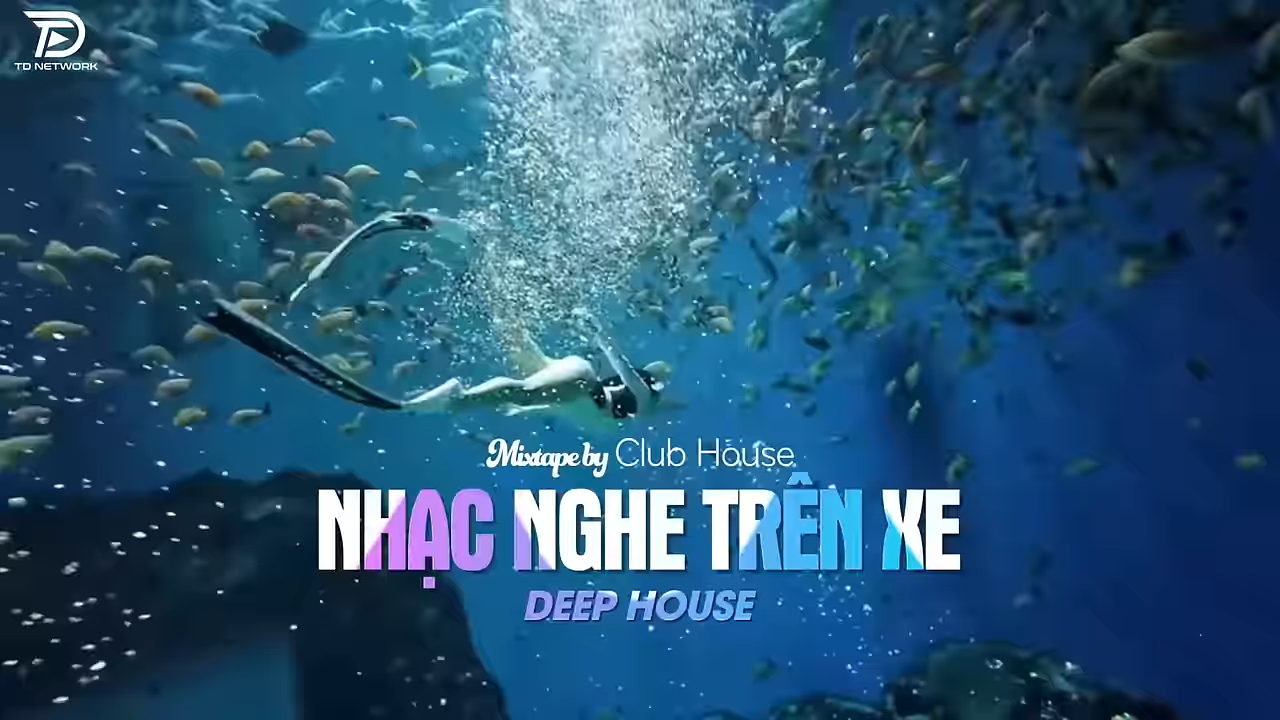 TD NETWORK
Mixtape by Club House
NHẠC NGHE TRÊN XE
DEEP HOUSE